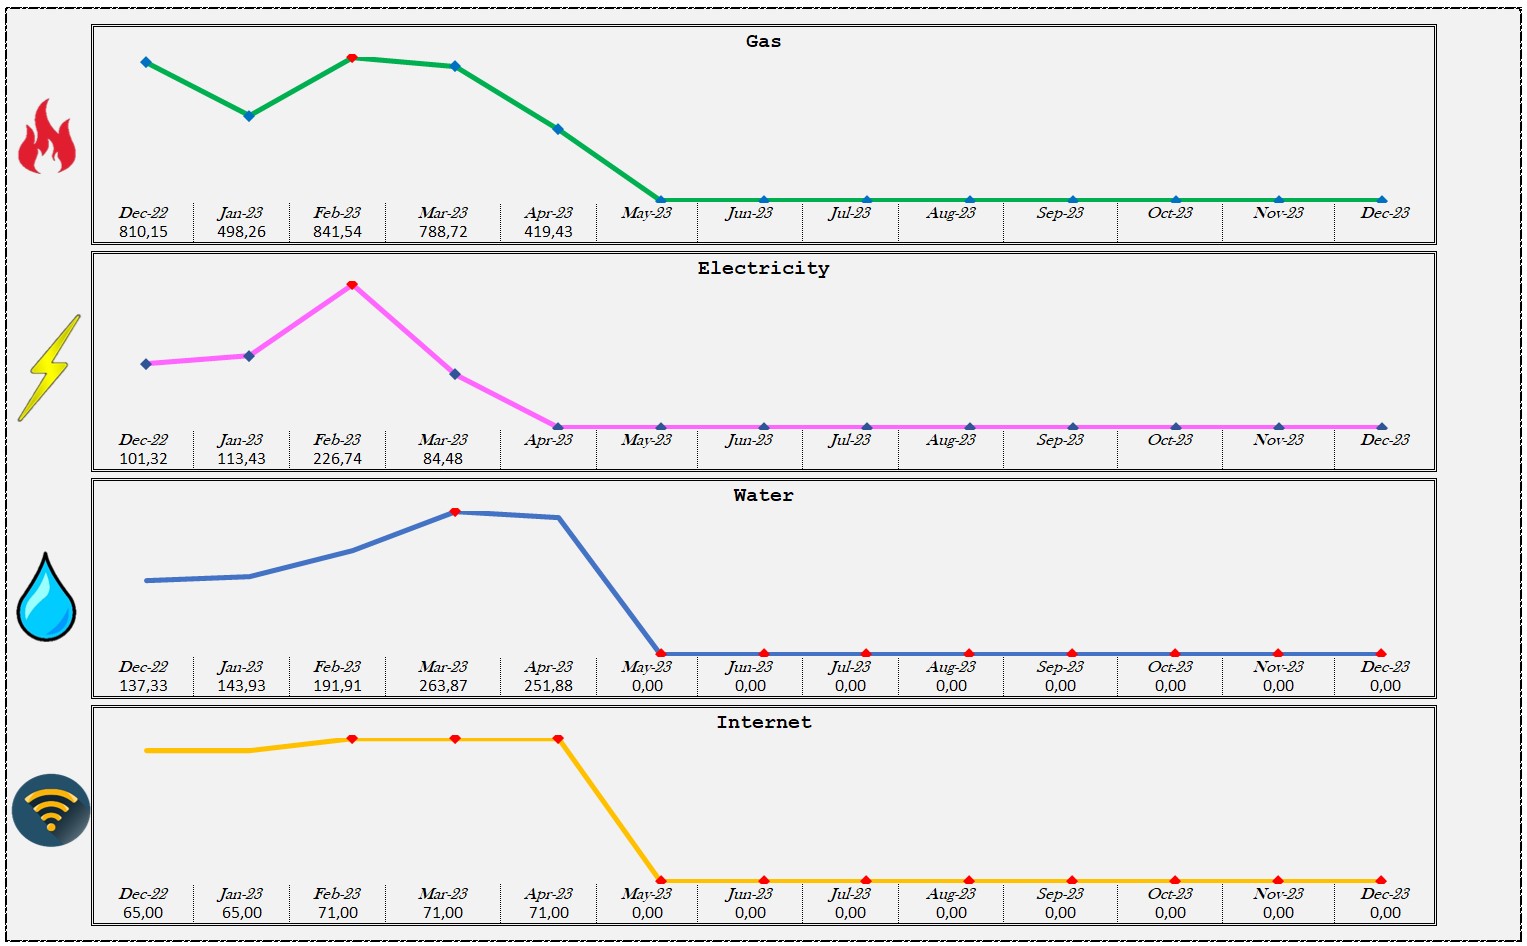 Gas
Dec-22 Jan-23 Feb-23 Mar-23 Apr-23 May-23 Jun-23 Jul-23 Aug-23 Sep-23 Oct-23 Nov-23 Dec-23
810,15 498,26 841,54 788,72 419,43
Electricity
Dec-22 Jan-23 Feb-23 Mar-23 Apr-23 May-23 Jun-23 Jul-23 Aug-23 Sep-23 Oct-23 Nov-23 Dec-23
101,32 113,43 226,74 84,48
Water
Dec-22 Jan-23 Feb-23 Mar-23 Apr-23 May-23 Jun-23 Jul-23 Aug-23 Sep-23 Oct-23 Nov-23 Dec-23
137,33 143,93 191,91 263,87 251,88 0,00 0,00 0,00 0,00 0,00 0,00 0,00 0,00
Internet
Dec-22 Jan-23 Feb-23 Mar-23 Apr-23 May-23 Jun-23 Jul-23 Aug-23 Sep-23 Oct-23 Nov-23 Dec-23
65,00 65,00 71,00 71,00 71,00 0,00 0,00 0,00 0,00 0,00 0,00 0,00 0,00